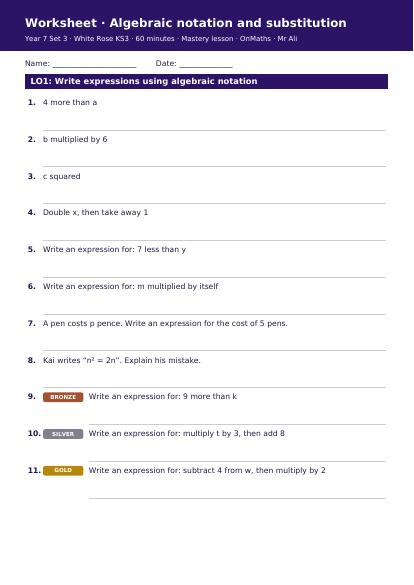 Worksheet · Algebraic notation and substitution
Year 7 Set 3 · White Rose KS3 · 60 minutes · Mastery lesson · OnMaths · Mr Ali
Name: ______________________ Date: ______________
LO1: Write expressions using algebraic notation
1. 4 more than a
2. b multiplied by 6
3. c squared
4. Double x, then take away 1
5. Write an expression for: 7 less than y
6. Write an expression for: m multiplied by itself
7. A pen costs p pence. Write an expression for the cost of 5 pens.
8. Kai writes “n² = 2n”. Explain his mistake.
9. BRONZE Write an expression for: 9 more than k
10. SILVER Write an expression for: multiply t by 3, then add 8
11. GOLD Write an expression for: subtract 4 from w, then multiply by 2